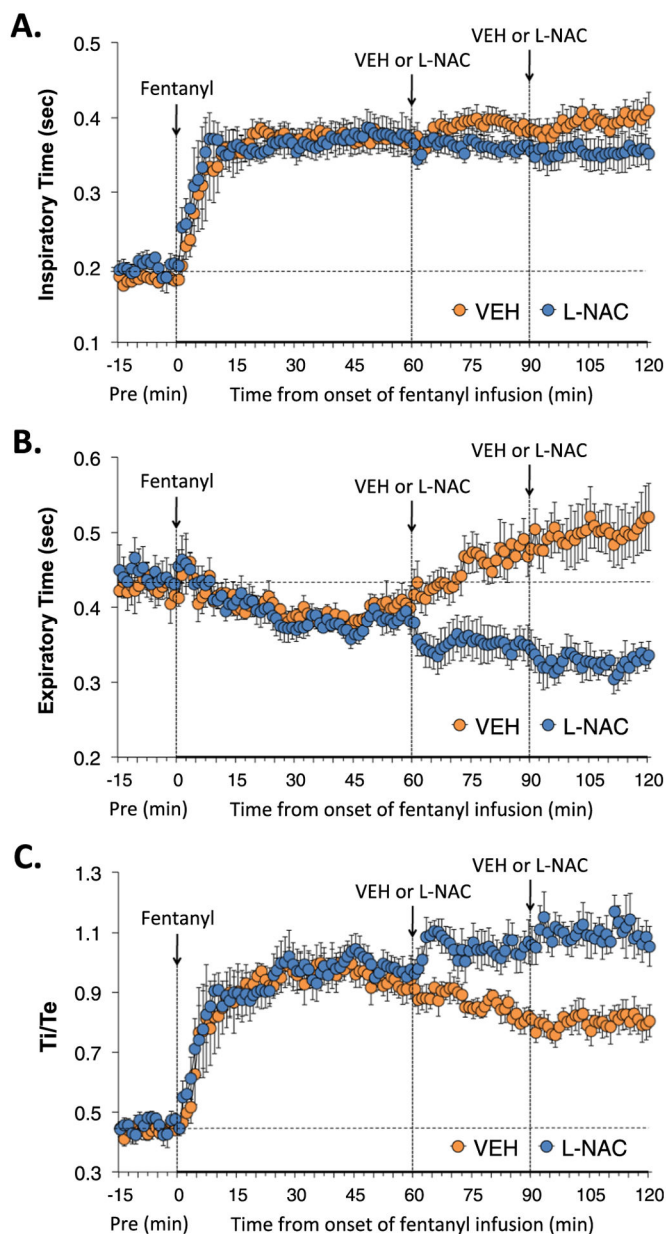 A.
VEH or L-NAC
VEH or L-NAC
Fentanyl
Inspiratory Time (sec)
0.5
0.4
0.3
0.2
0.1
VEH L-NAC
-15 0 15 30 45 60 75 90 105 120
Pre (min) Time from onset of fentanyl infusion (min)
B.
VEH or L-NAC
Fentanyl
VEH or L-NAC
Expiratory Time (sec)
0.6
0.5
0.4
0.3
0.2
VEH L-NAC
-15 0 15 30 45 60 75 90 105 120
Pre (min) Time from onset of fentanyl infusion (min)
C.
VEH or L-NAC
VEH or L-NAC
Fentanyl
Ti/Te
1.3
1.1
0.9
0.7
0.5
0.3
VEH L-NAC
-15 0 15 30 45 60 75 90 105 120
Pre (min) Time from onset of fentanyl infusion (min)